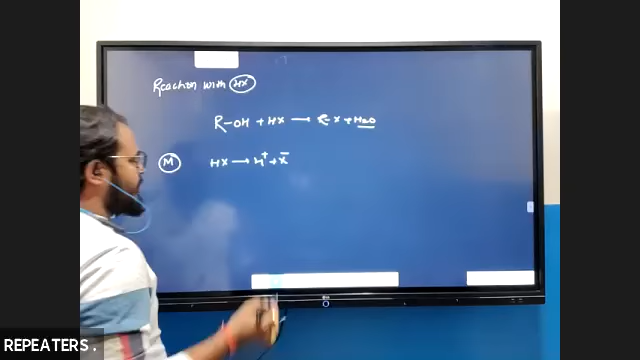 Reaction with HX
R-OH + HX → R-X + H2O
M HX → H⁺ + X⁻
REPEATERS.